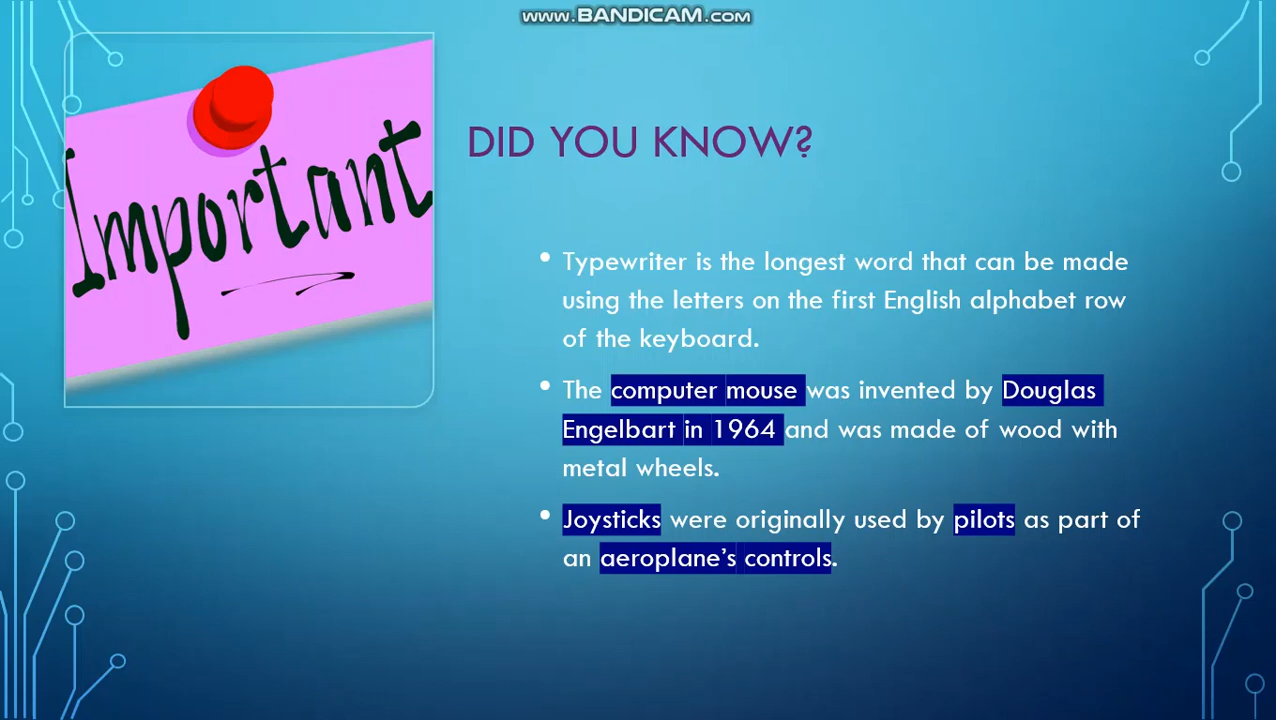 www.BANDICAM.com
Important
DID YOU KNOW?
• Typewriter is the longest word that can be made
using the letters on the first English alphabet row
of the keyboard.
• The computer mouse was invented by Douglas
Engelbart in 1964 and was made of wood with
metal wheels.
• Joysticks were originally used by pilots as part of
an aeroplane’s controls.